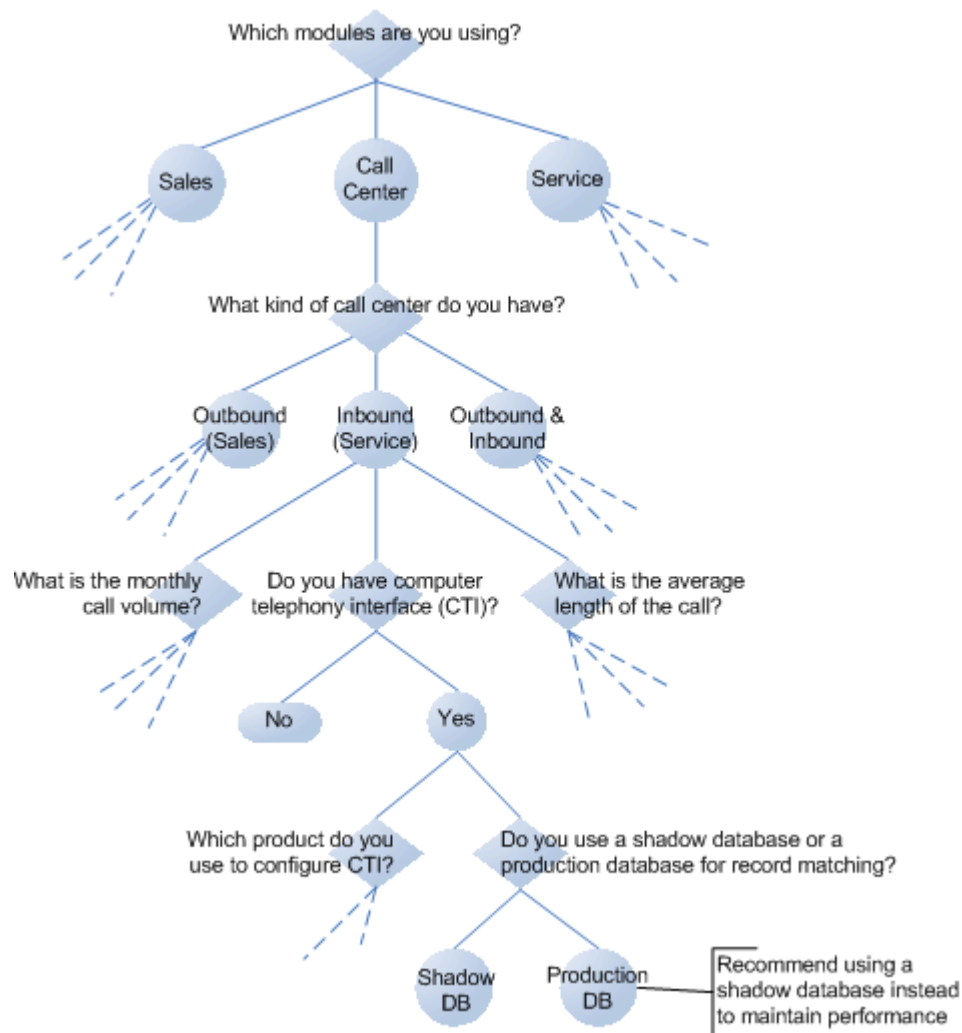 Which modules are you using?
Sales
Call
Center
Service
What kind of call center do you have?
Outbound
(Sales)
Inbound
(Service)
Outbound &
Inbound
What is the monthly
call volume?
Do you have computer
telephony interface (CTI)?
What is the average
length of the call?
No
Yes
Which product do you
use to configure CTI?
Do you use a shadow database or a
production database for record matching?
Shadow
DB
Production
DB
Recommend using a
shadow database instead
to maintain performance